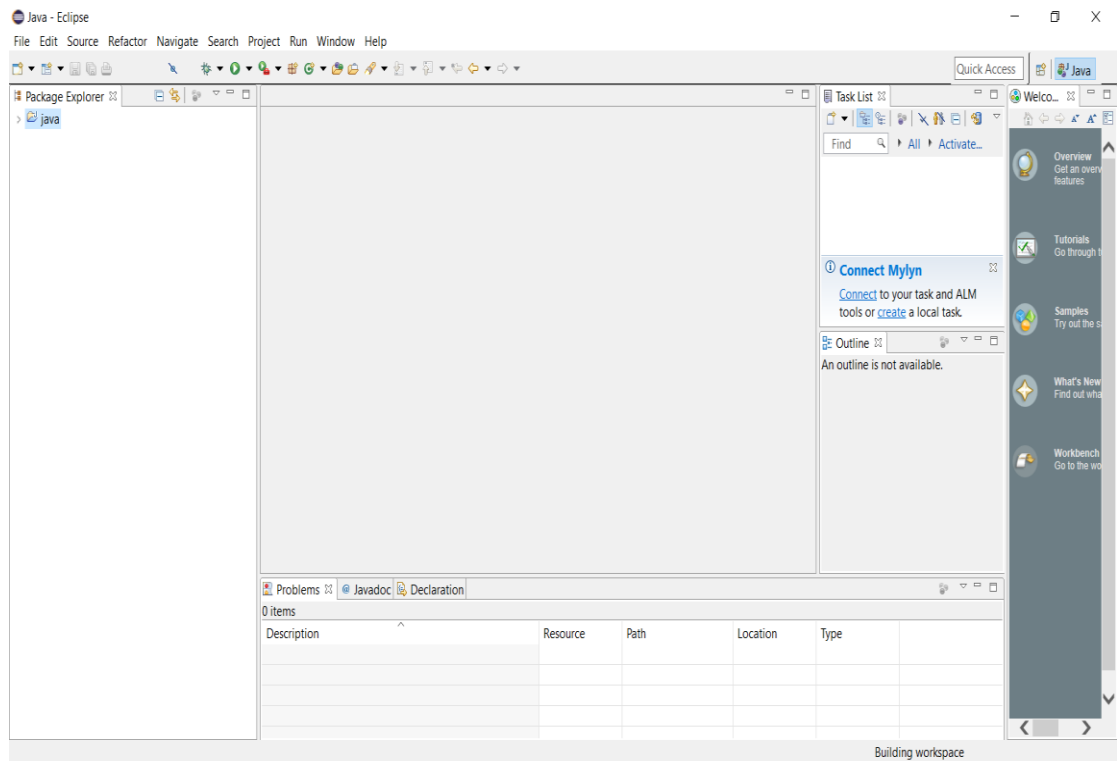 Java - Eclipse
File Edit Source Refactor Navigate Search Project Run Window Help
Quick Access
Java
Package Explorer
java
Task List
Find
All
Activate...
Connect Mylyn
Connect to your task and ALM
tools or create a local task.
Outline
An outline is not available.
Welco...
Overview
Get an overv
features
Tutorials
Go through t
Samples
Try out the s
What's New
Find out wha
Workbench
Go to the wo
Problems Javadoc Declaration
0 items
Description Resource Path Location Type
Building workspace